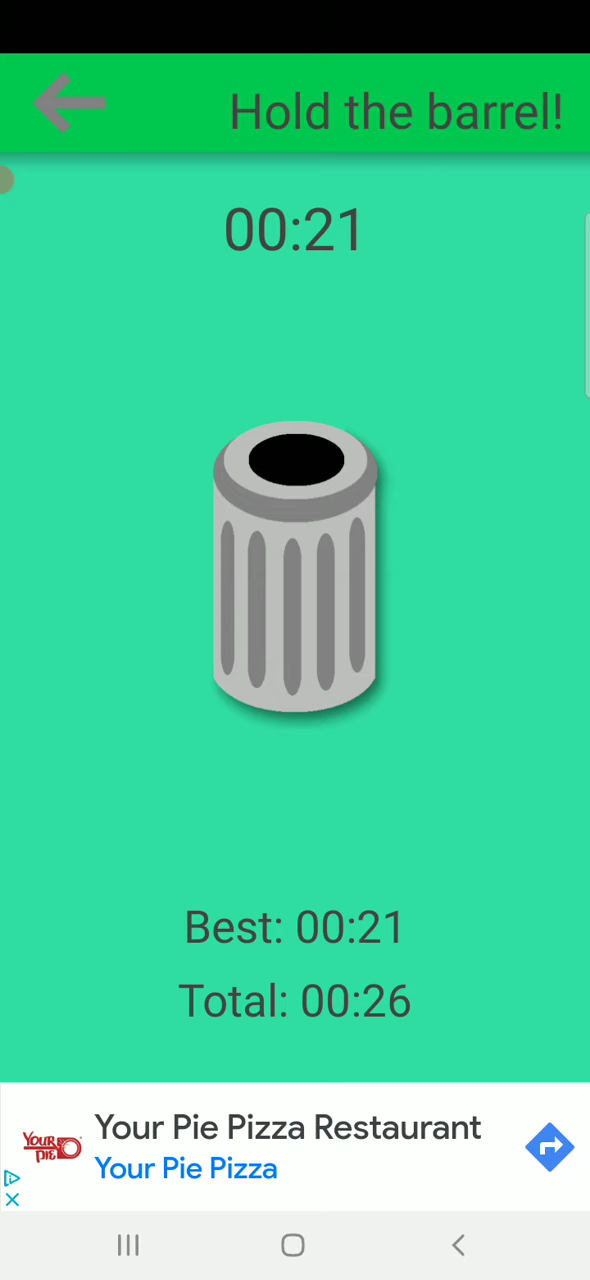 Hold the barrel!
00:21
Best: 00:21
Total: 00:26
Your Pie Pizza Restaurant
YOUR
PIE
Your Pie Pizza